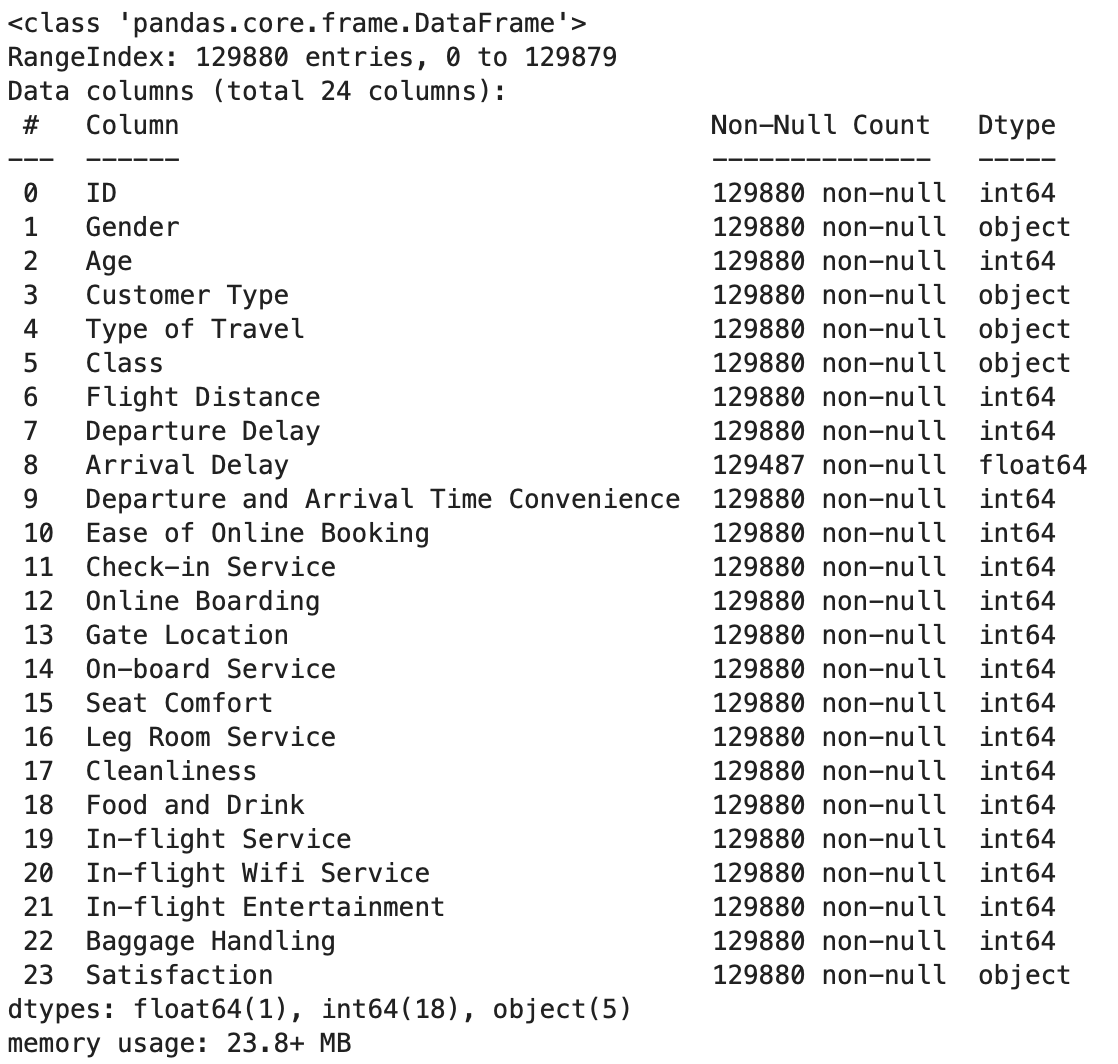 <class 'pandas.core.frame.DataFrame'>
RangeIndex: 129880 entries, 0 to 129879
Data columns (total 24 columns):
 #   Column                                  Non-Null Count   Dtype
---  ------                                  --------------   -----
 0   ID                                      129880 non-null  int64
 1   Gender                                  129880 non-null  object
 2   Age                                     129880 non-null  int64
 3   Customer Type                           129880 non-null  object
 4   Type of Travel                          129880 non-null  object
 5   Class                                   129880 non-null  object
 6   Flight Distance                         129880 non-null  int64
 7   Departure Delay                         129880 non-null  int64
 8   Arrival Delay                           129487 non-null  float64
 9   Departure and Arrival Time Convenience  129880 non-null  int64
 10  Ease of Online Booking                  129880 non-null  int64
 11  Check-in Service                        129880 non-null  int64
 12  Online Boarding                         129880 non-null  int64
 13  Gate Location                           129880 non-null  int64
 14  On-board Service                        129880 non-null  int64
 15  Seat Comfort                            129880 non-null  int64
 16  Leg Room Service                        129880 non-null  int64
 17  Cleanliness                             129880 non-null  int64
 18  Food and Drink                          129880 non-null  int64
 19  In-flight Service                       129880 non-null  int64
 20  In-flight Wifi Service                  129880 non-null  int64
 21  In-flight Entertainment                 129880 non-null  int64
 22  Baggage Handling                        129880 non-null  int64
 23  Satisfaction                            129880 non-null  object
dtypes: float64(1), int64(18), object(5)
memory usage: 23.8+ MB